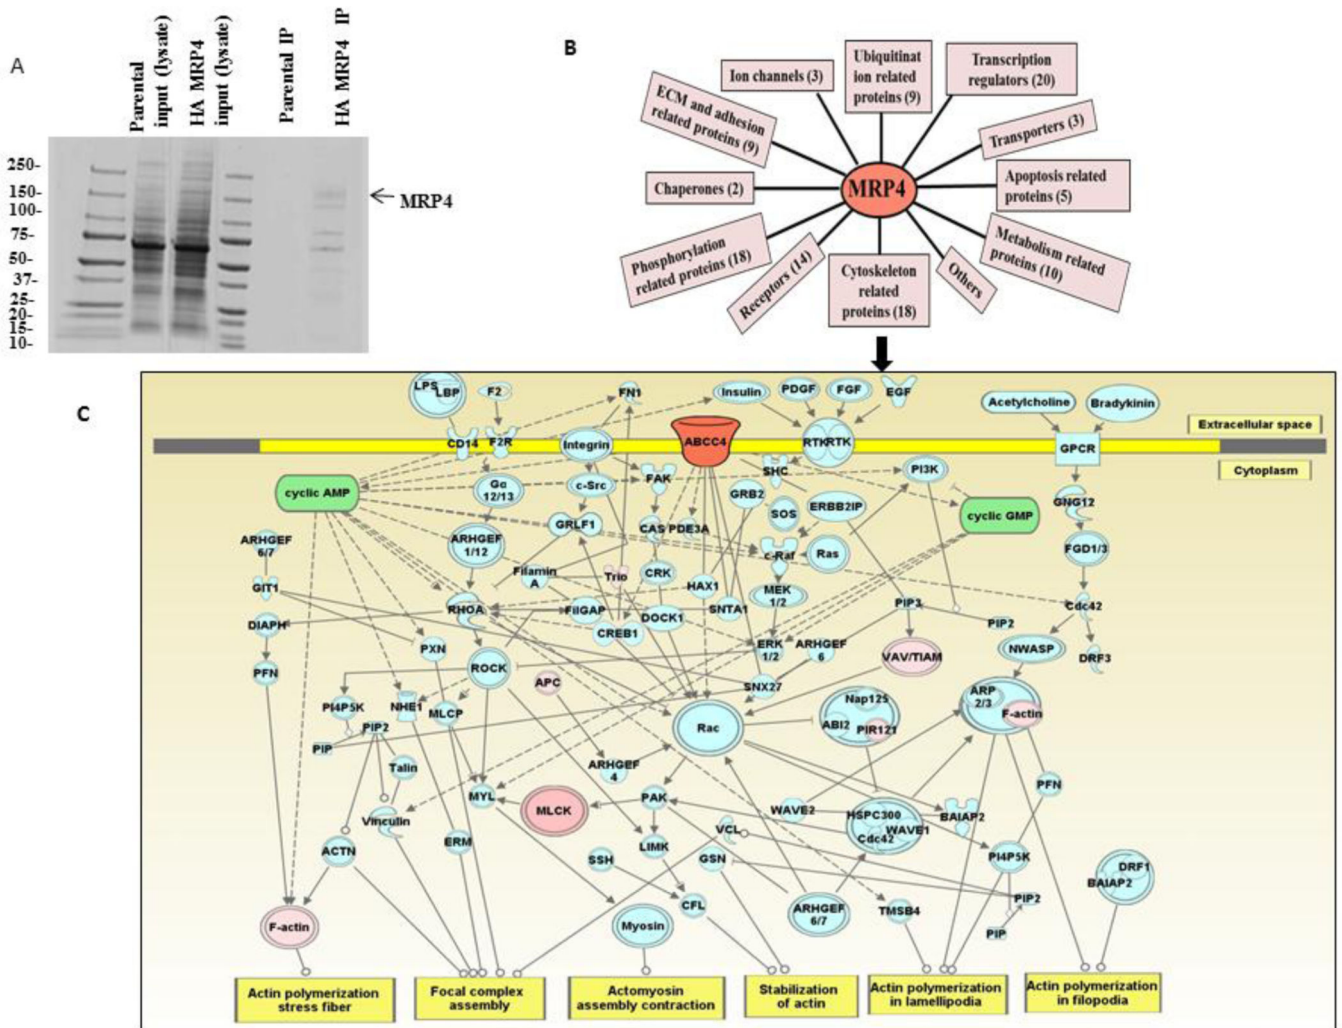 A
Parental
input (lysate)
HA MRP4
input (lysate)
Parental IP
HA MRP4 IP
250-
150-
100-
75-
50-
37-
25-
20-
15-
10-
MRP4
B
Ion channels (3)
Ubiquitinat
ion related
proteins (9)
Transcription
regulators (20)
ECM and adhesion
related proteins
(9)
Transporters (3)
Chaperones (2)
MRP4
Apoptosis related
proteins (5)
Phosphorylation
related proteins (18)
Receptors (14)
Cytoskeleton
related
proteins (18)
Others
Metabolism related
proteins (10)
C
LPS
LBP
F2
FN1
Insulin
PDGF
FGF
EGF
Acetylcholine
Bradykinin
Extracellular space
CD14
F2R
Integrin
ABCC4
RTK
RTK
GPCR
Cytoplasm
cyclic AMP
Gα
12/13
c-Src
FAK
SHC
PI3K
GRB2
SOS
ERBB2IP
cyclic GMP
GNG12
ARHGEF
6/7
ARHGEF
1/12
GRLF1
CAS
PDE3A
c-Raf
Ras
FGD1/3
GIT1
Filamin
A
Trio
CRK
HAX1
MEK
1/2
RHOA
FilGAP
DOCK1
SNTA1
PIP3
PIP2
Cdc42
DIAPH
CREB1
PXN
ERK
1/2
ARHGEF
6
VAV/TIAM
NWASP
DRF3
PFN
ROCK
APC
SNX27
PI4P5K
NHE1
MLCP
Nap125
ABI2
PIR121
ARP
2/3
F-actin
PIP
PIP2
Rac
Talin
ARHGEF
4
PFN
MYL
MLCK
PAK
WAVE2
HSPC300
WAVE1
Cdc42
BAIAP2
Vinculin
VCL
ERM
ACTN
LIMK
SSH
GSN
PI4P5K
DRF1
BAIAP2
CFL
ARHGEF
6/7
TMSB4
PIP2
PIP
F-actin
Myosin
Actin polymerization
stress fiber
Focal complex
assembly
Actomyosin
assembly contraction
Stabilization
of actin
Actin polymerization
in lamellipodia
Actin polymerization
in filopodia